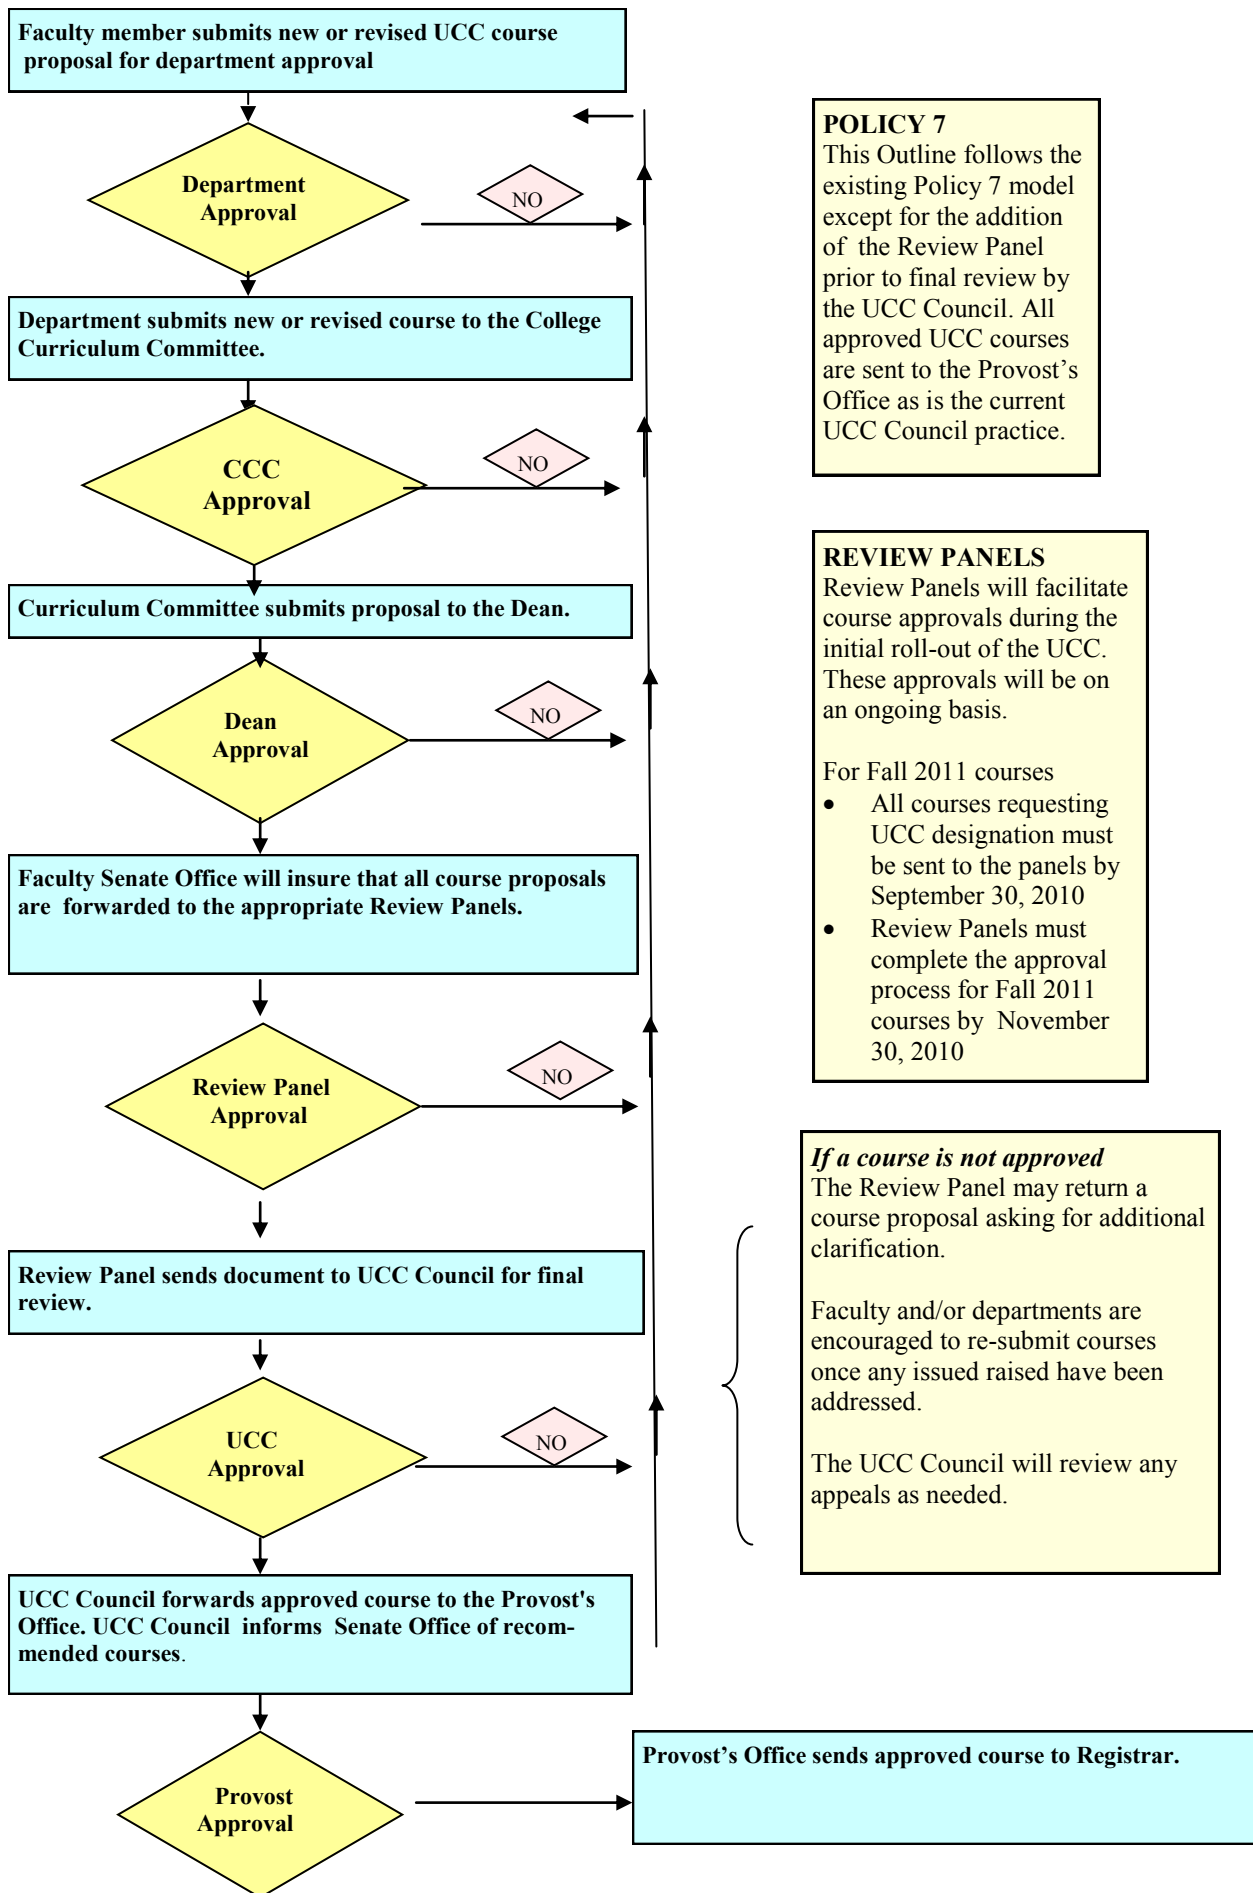 Faculty member submits new or revised UCC course
proposal for department approval
Department
Approval
NO
Department submits new or revised course to the College
Curriculum Committee.
CCC
Approval
NO
Curriculum Committee submits proposal to the Dean.
Dean
Approval
NO
Faculty Senate Office will insure that all course proposals
are forwarded to the appropriate Review Panels.
Review Panel
Approval
NO
Review Panel sends document to UCC Council for final
review.
UCC
Approval
NO
UCC Council forwards approved course to the Provost's
Office. UCC Council informs Senate Office of recom-
mended courses.
Provost
Approval
Provost’s Office sends approved course to Registrar.
POLICY 7
This Outline follows the
existing Policy 7 model
except for the addition
of the Review Panel
prior to final review by
the UCC Council. All
approved UCC courses
are sent to the Provost’s
Office as is the current
UCC Council practice.
REVIEW PANELS
Review Panels will facilitate
course approvals during the
initial roll-out of the UCC.
These approvals will be on
an ongoing basis.
For Fall 2011 courses
• All courses requesting
UCC designation must
be sent to the panels by
September 30, 2010
• Review Panels must
complete the approval
process for Fall 2011
courses by November
30, 2010
If a course is not approved
The Review Panel may return a
course proposal asking for additional
clarification.
Faculty and/or departments are
encouraged to re-submit courses
once any issued raised have been
addressed.
The UCC Council will review any
appeals as needed.